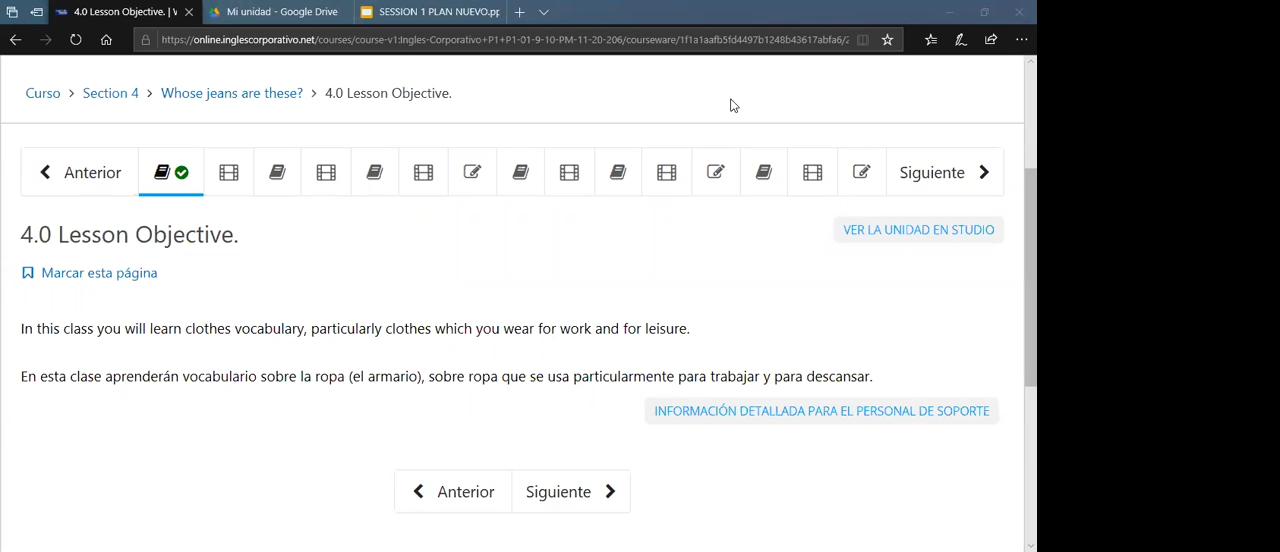 4.0 Lesson Objective. | V
Mi unidad - Google Drive
SESSION 1 PLAN NUEVO.pp
https://online.inglescorporativo.net/courses/course-v1:Ingles-Corporativo+P1+P1-01-9-10-PM-11-20-206/courseware/1f1a1aafb5fd4497b1248b43617abfa6/2
Curso > Section 4 > Whose jeans are these? > 4.0 Lesson Objective.
Anterior
Siguiente
4.0 Lesson Objective.
VER LA UNIDAD EN STUDIO
Marcar esta página
In this class you will learn clothes vocabulary, particularly clothes which you wear for work and for leisure.
En esta clase aprenderán vocabulario sobre la ropa (el armario), sobre ropa que se usa particularmente para trabajar y para descansar.
INFORMACIÓN DETALLADA PARA EL PERSONAL DE SOPORTE
Anterior
Siguiente